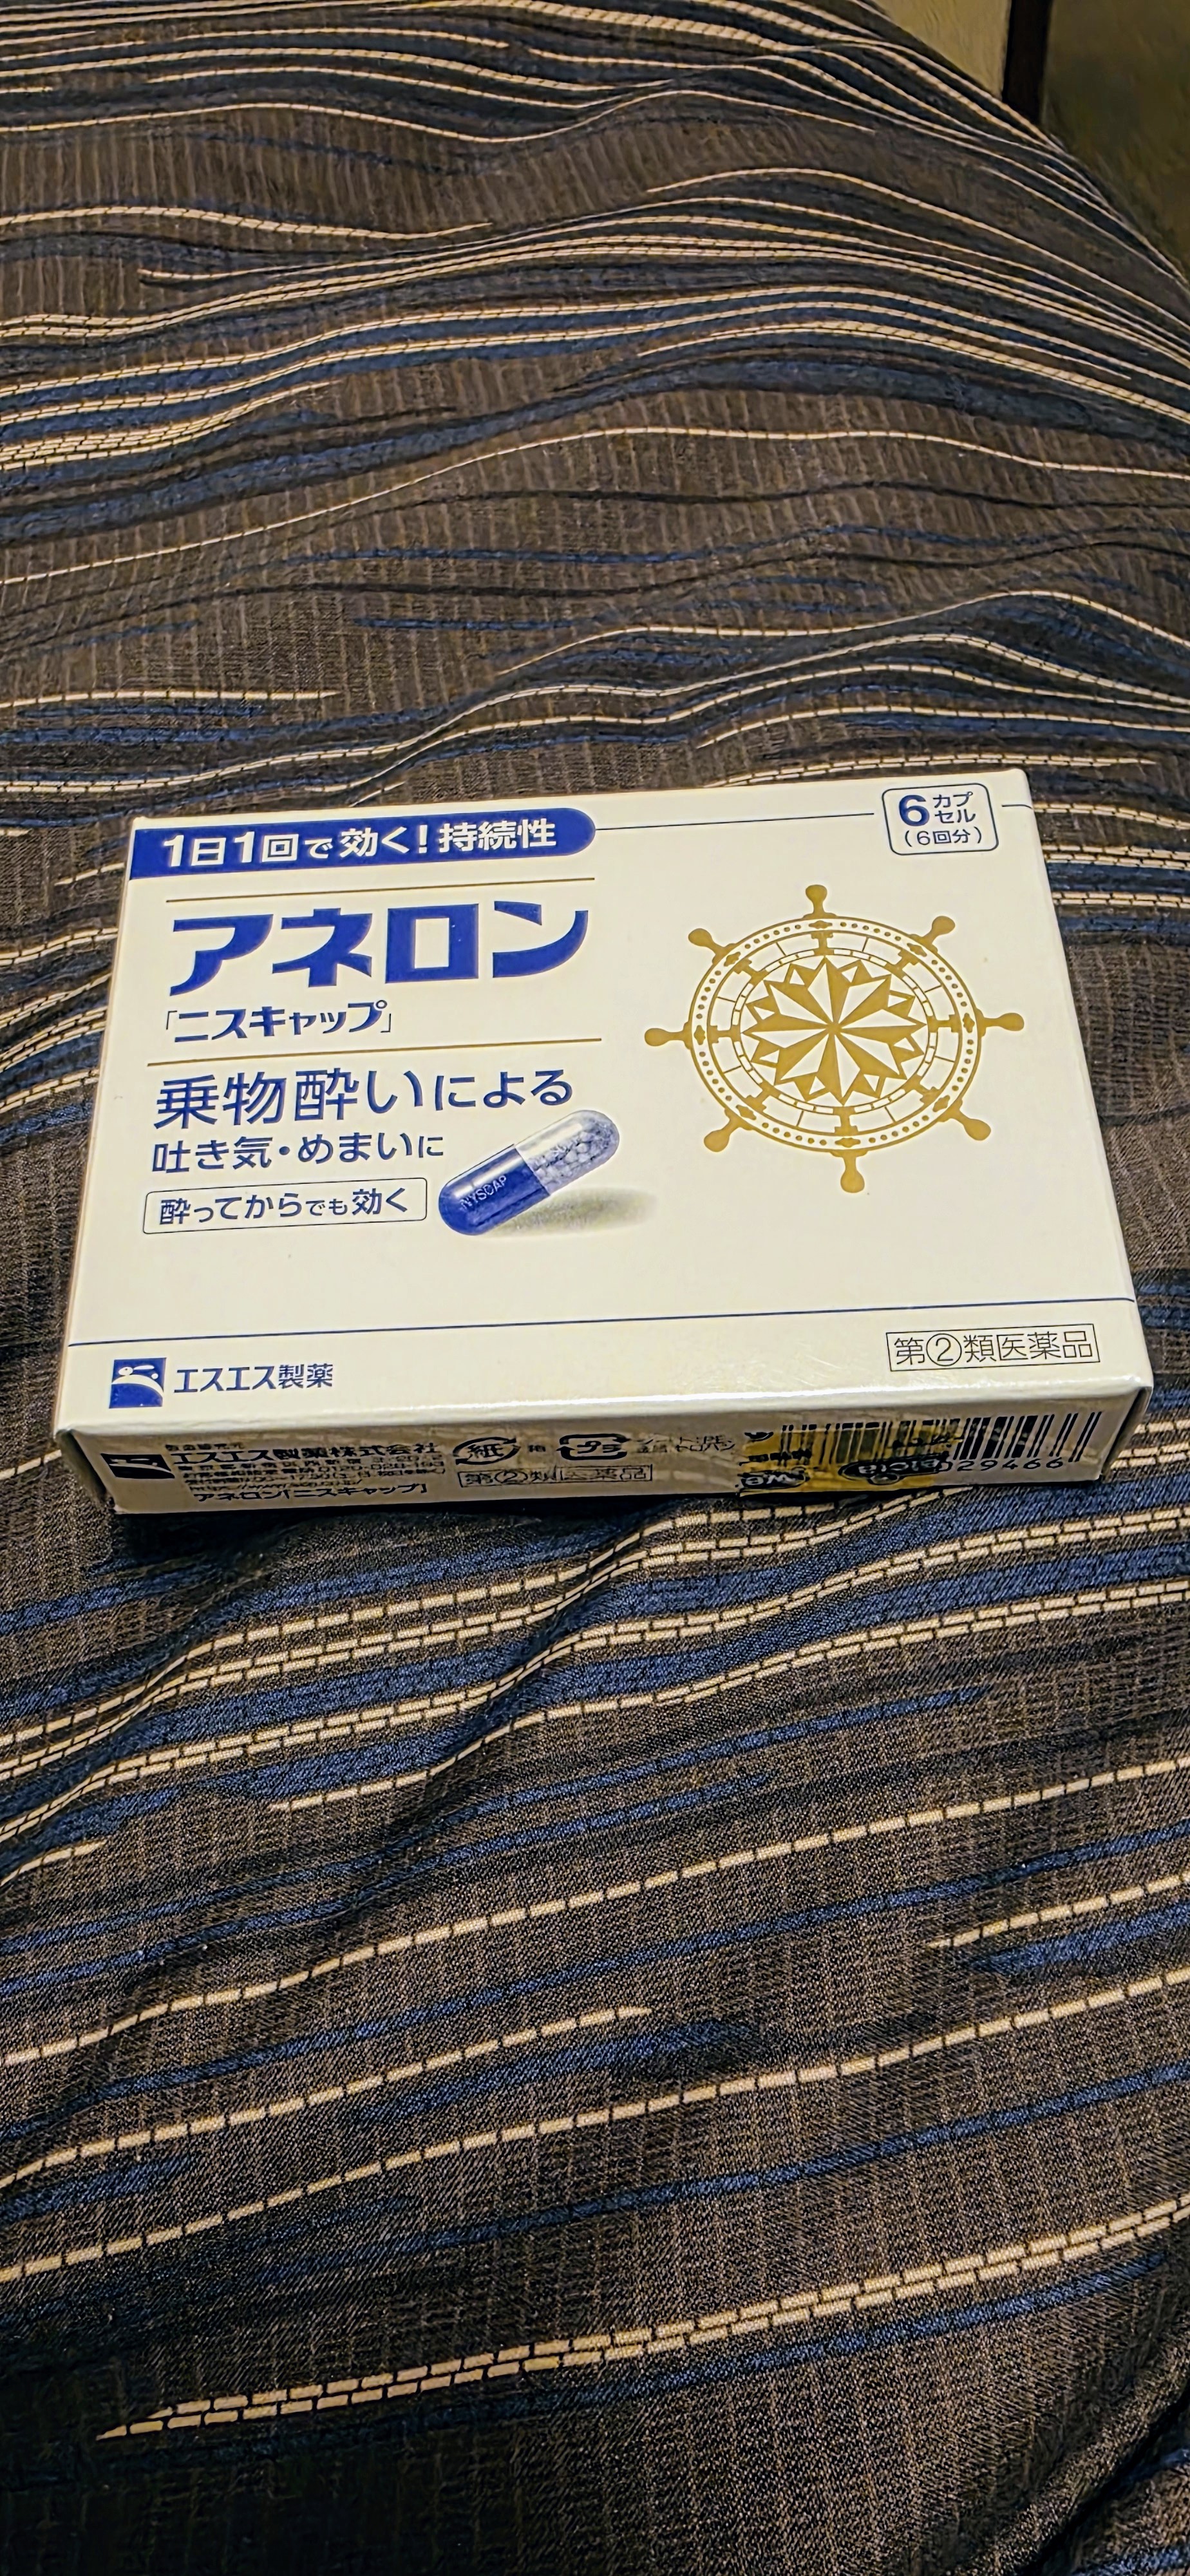 1日1回で効く!持続性
6カプセル
(6回分)
アネロン
「ニスキャップ」
乗物酔いによる
吐き気・めまいに
酔ってからでも効く
NYSCAP
第②類医薬品
エスエス製薬
エスエス製薬株式会社
アネロン「ニスキャップ」
紙 箱
プラ
第②類医薬品
029466